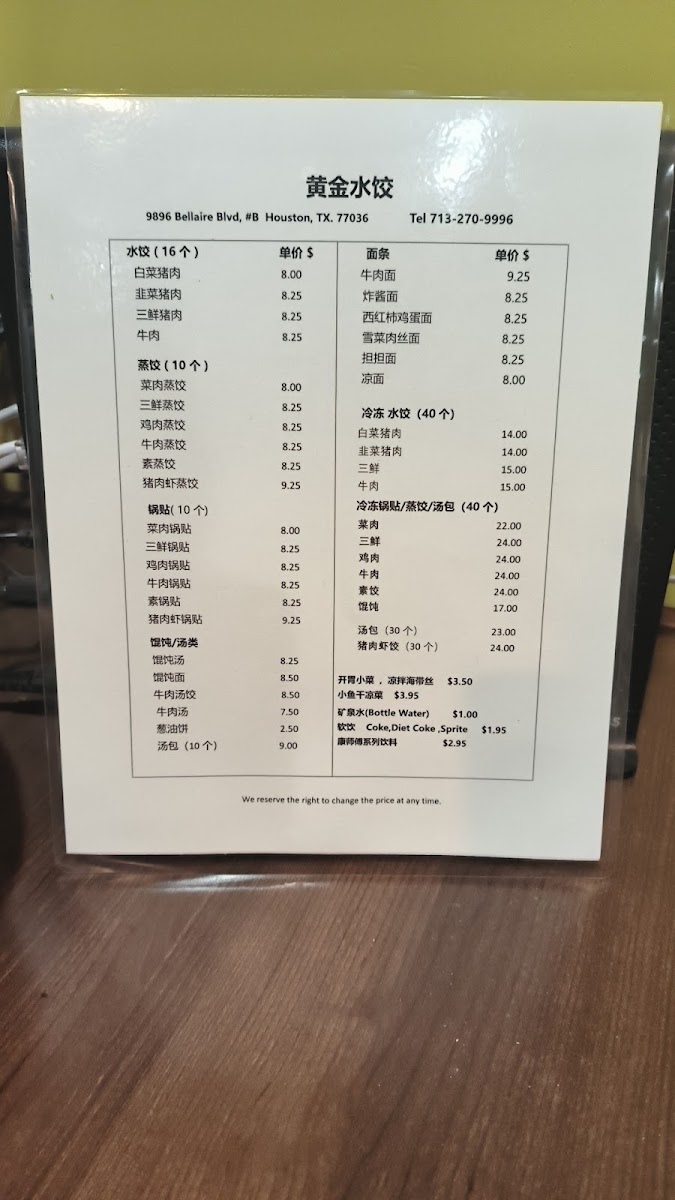 黄金水饺
9896 Bellaire Blvd, #B Houston, TX. 77036 Tel 713-270-9996
水饺 ( 16 个 ) 单价 $
白菜猪肉 8.00
韭菜猪肉 8.25
三鲜猪肉 8.25
牛肉 8.25
蒸饺 ( 10 个 )
菜肉蒸饺 8.00
三鲜蒸饺 8.25
鸡肉蒸饺 8.25
牛肉蒸饺 8.25
素蒸饺 8.25
猪肉虾蒸饺 9.25
锅贴( 10 个)
菜肉锅贴 8.00
三鲜锅贴 8.25
鸡肉锅贴 8.25
牛肉锅贴 8.25
素锅贴 8.25
猪肉虾锅贴 9.25
馄饨/汤类
馄饨汤 8.25
馄饨面 8.50
牛肉汤饺 8.50
牛肉汤 7.50
葱油饼 2.50
汤包（10 个） 9.00
面条 单价 $
牛肉面 9.25
炸酱面 8.25
西红柿鸡蛋面 8.25
雪菜肉丝面 8.25
担担面 8.25
凉面 8.00
冷冻 水饺（40 个）
白菜猪肉 14.00
韭菜猪肉 14.00
三鲜 15.00
牛肉 15.00
冷冻锅贴/蒸饺/汤包（40 个）
菜肉 22.00
三鲜 24.00
鸡肉 24.00
牛肉 24.00
素饺 24.00
馄饨 17.00
汤包（30 个） 23.00
猪肉虾饺（30 个） 24.00
开胃小菜 ，凉拌海带丝 $3.50
小鱼干凉菜 $3.95
矿泉水(Bottle Water) $1.00
软饮 Coke,Diet Coke ,Sprite $1.95
康师傅系列饮料 $2.95
We reserve the right to change the price at any time.